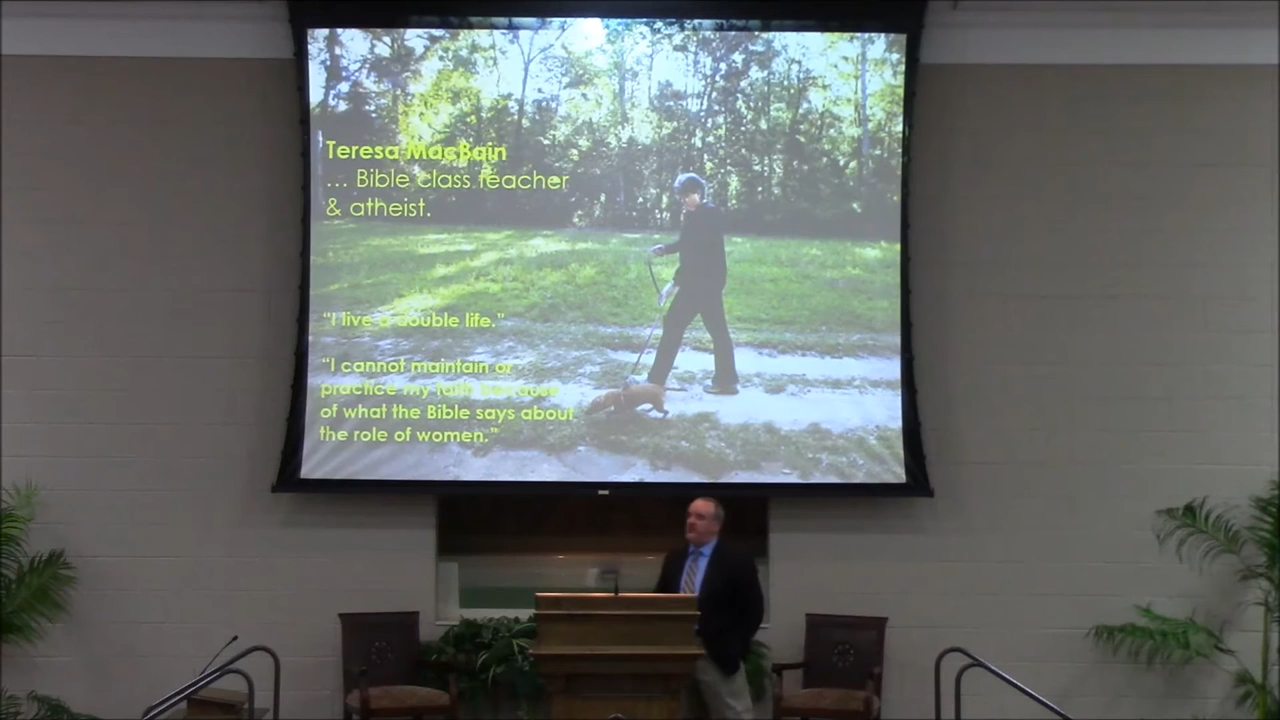 Teresa MacBain
... Bible class teacher
& atheist.
"I live a double life."
"I cannot maintain or
practice my faith because
of what the Bible says about
the role of women."